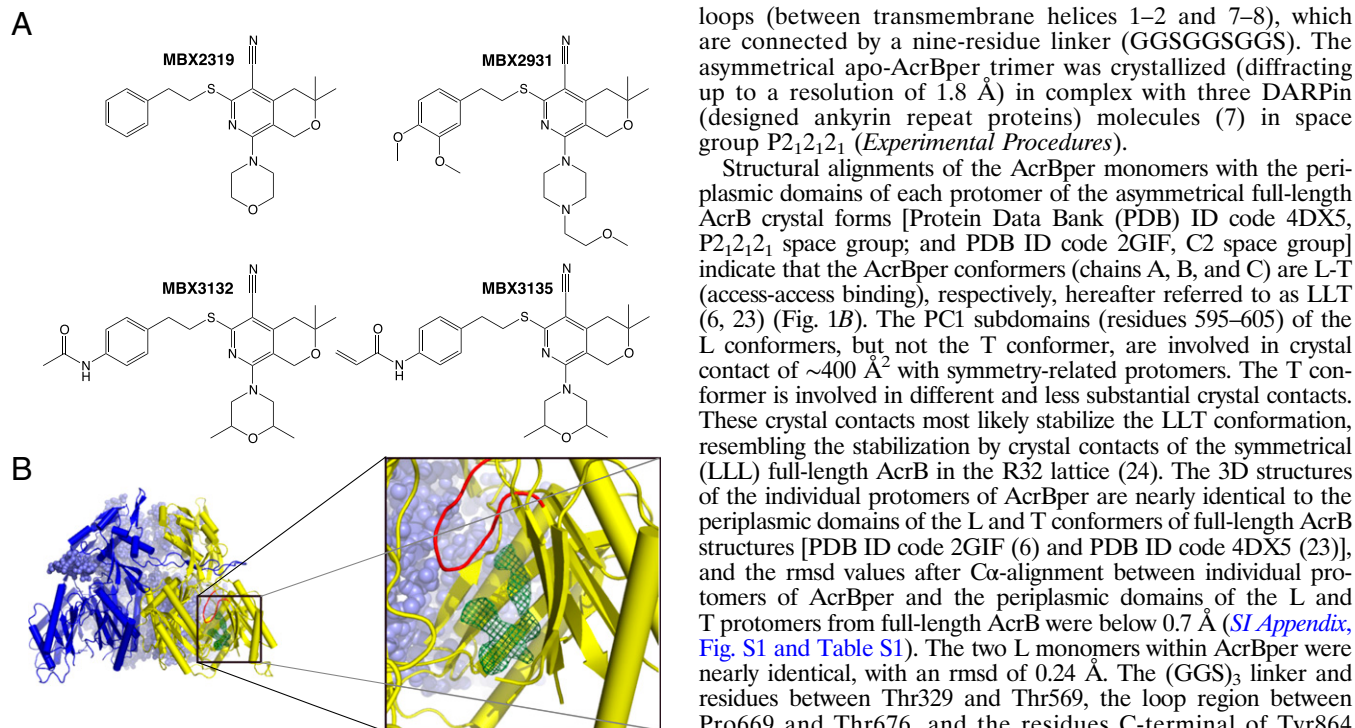 A
MBX2319
N
S
N
O
N
O
MBX2931
N
S
O
O
N
O
N
N
O
MBX3132
N
O
N
H
S
N
O
N
O
MBX3135
N
O
N
H
S
N
O
N
O
B
loops (between transmembrane helices 1–2 and 7–8), which
are connected by a nine-residue linker (GGSGGSGGS). The
asymmetrical apo-AcrBper trimer was crystallized (diffracting
up to a resolution of 1.8 Å) in complex with three DARPin
(designed ankyrin repeat proteins) molecules (7) in space
group P2₁2₁2₁ (Experimental Procedures).
Structural alignments of the AcrBper monomers with the peri-
plasmic domains of each protomer of the asymmetrical full-length
AcrB crystal forms [Protein Data Bank (PDB) ID code 4DX5,
P2₁2₁2₁ space group; and PDB ID code 2GIF, C2 space group]
indicate that the AcrBper conformers (chains A, B, and C) are L-T
(access-access binding), respectively, hereafter referred to as LLT
(6, 23) (Fig. 1B). The PC1 subdomains (residues 595–605) of the
L conformers, but not the T conformer, are involved in crystal
contact of ~400 Å² with symmetry-related protomers. The T con-
former is involved in different and less substantial crystal contacts.
These crystal contacts most likely stabilize the LLT conformation,
resembling the stabilization by crystal contacts of the symmetrical
(LLL) full-length AcrB in the R32 lattice (24). The 3D structures
of the individual protomers of AcrBper are nearly identical to the
periplasmic domains of the L and T conformers of full-length AcrB
structures [PDB ID code 2GIF (6) and PDB ID code 4DX5 (23)],
and the rmsd values after Cα-alignment between individual pro-
tomers of AcrBper and the periplasmic domains of the L and
T protomers from full-length AcrB were below 0.7 Å (SI Appendix,
Fig. S1 and Table S1). The two L monomers within AcrBper were
nearly identical, with an rmsd of 0.24 Å. The (GGS)₃ linker and
residues between Thr329 and Thr569, the loop region between
Pro669 and Thr676, and the residues C-terminal of Tyr864